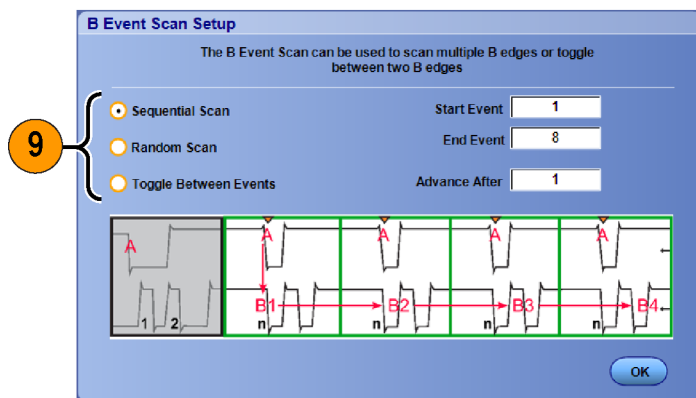 B Event Scan Setup
The B Event Scan can be used to scan multiple B edges or toggle
between two B edges
9
Sequential Scan
Start Event 1
Random Scan
End Event 8
Toggle Between Events
Advance After 1
A A A A A
B1 B2 B3 B4
1 2 n n n n
OK